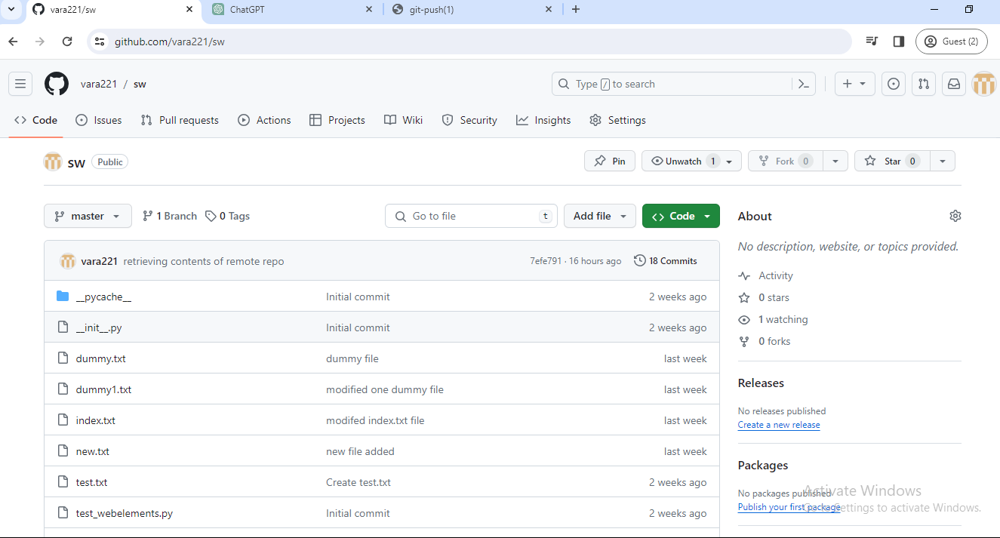 vara221/sw
ChatGPT
git-push(1)
github.com/vara221/sw
Guest (2)
vara221 / sw
Type / to search
Code
Issues
Pull requests
Actions
Projects
Wiki
Security
Insights
Settings
sw Public
Pin
Unwatch 1
Fork 0
Star 0
master
1 Branch
0 Tags
Go to file t
Add file
Code
vara221 retrieving contents of remote repo 7efe791 · 16 hours ago 18 Commits
__pycache__ Initial commit 2 weeks ago
__init__.py Initial commit 2 weeks ago
dummy.txt dummy file last week
dummy1.txt modified one dummy file last week
index.txt modifed index.txt file last week
new.txt new file added last week
test.txt Create test.txt 2 weeks ago
test_webelements.py Initial commit 2 weeks ago
About
No description, website, or topics provided.
Activity
0 stars
1 watching
0 forks
Releases
No releases published
Create a new release
Packages
No packages published
Publish your first package
Activate Windows
Go to Settings to activate Windows.